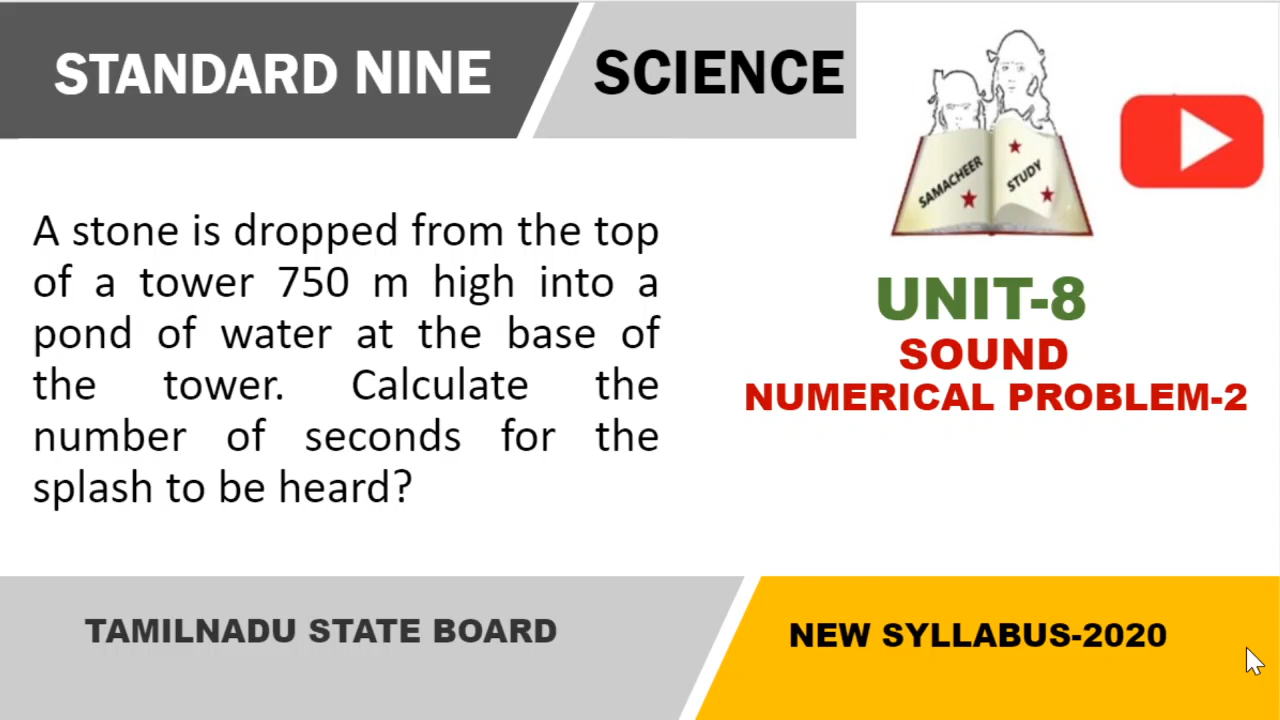 STANDARD NINE
SCIENCE
SAMACHEER STUDY
A stone is dropped from the top
of a tower 750 m high into a
pond of water at the base of
the tower. Calculate the
number of seconds for the
splash to be heard?
UNIT-8
SOUND
NUMERICAL PROBLEM-2
TAMILNADU STATE BOARD
NEW SYLLABUS-2020